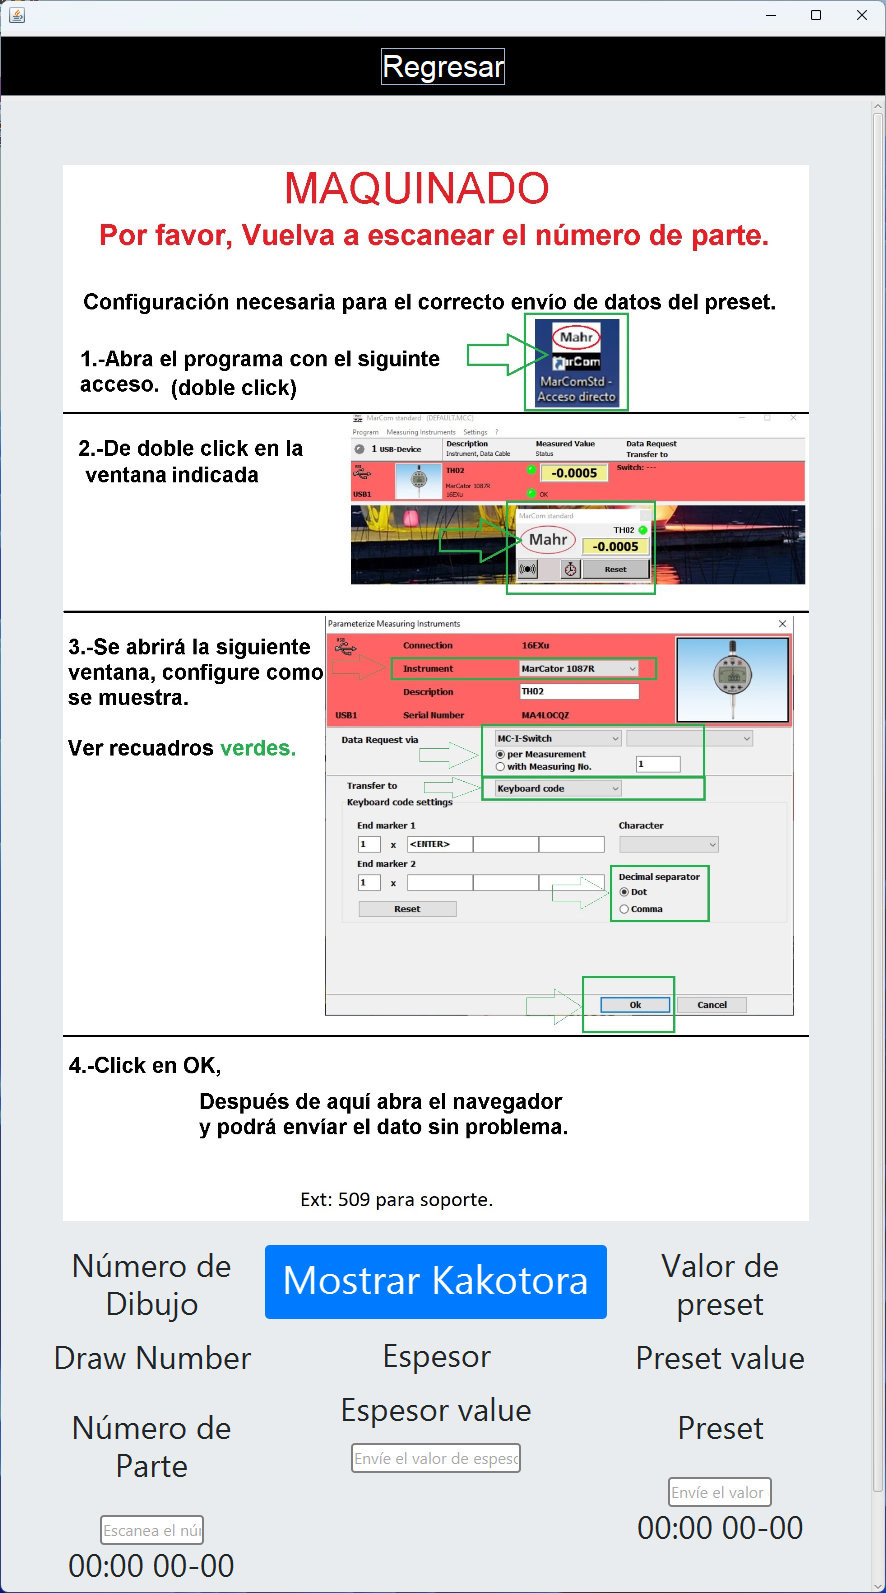 Regresar
MAQUINADO
Por favor, Vuelva a escanear el número de parte.
Configuración necesaria para el correcto envío de datos del preset.
1.-Abra el programa con el siguinte
acceso. (doble click)
Mahr
MarCom
MarComStd -
Acceso directo
2.-De doble click en la
ventana indicada
MarCom standard (DEFAULT.MCC)
Program Measuring Instruments Settings ?
1 USB-Device
Description
Instrument, Data Cable
Measured Value
Status
Data Request
Transfer to
USB1
TH02
MarCator 1087R
16EXu
-0.0005
OK
Switch: ---
MarCom standard
Mahr
TH02
-0.0005
Reset
3.-Se abrirá la siguiente
ventana, configure como
se muestra.
Ver recuadros verdes.
Parameterize Measuring Instruments
Connection 16EXu
Instrument MarCator 1087R
Description TH02
USB1 Serial Number MA4LOCQZ
Data Request via MC-I-Switch
per Measurement
with Measuring No. 1
Transfer to Keyboard code
Keyboard code settings
End marker 1 Character
1 x <ENTER>
End marker 2
1 x
Decimal separator
Dot
Comma
Reset
Ok Cancel
4.-Click en OK,
Después de aquí abra el navegador
y podrá envíar el dato sin problema.
Ext: 509 para soporte.
Número de
Dibujo
Draw Number
Número de
Parte
Escanea el núi
00:00 00-00
Mostrar Kakotora
Espesor
Espesor value
Envíe el valor de espeso
Valor de
preset
Preset value
Preset
Envíe el valor
00:00 00-00